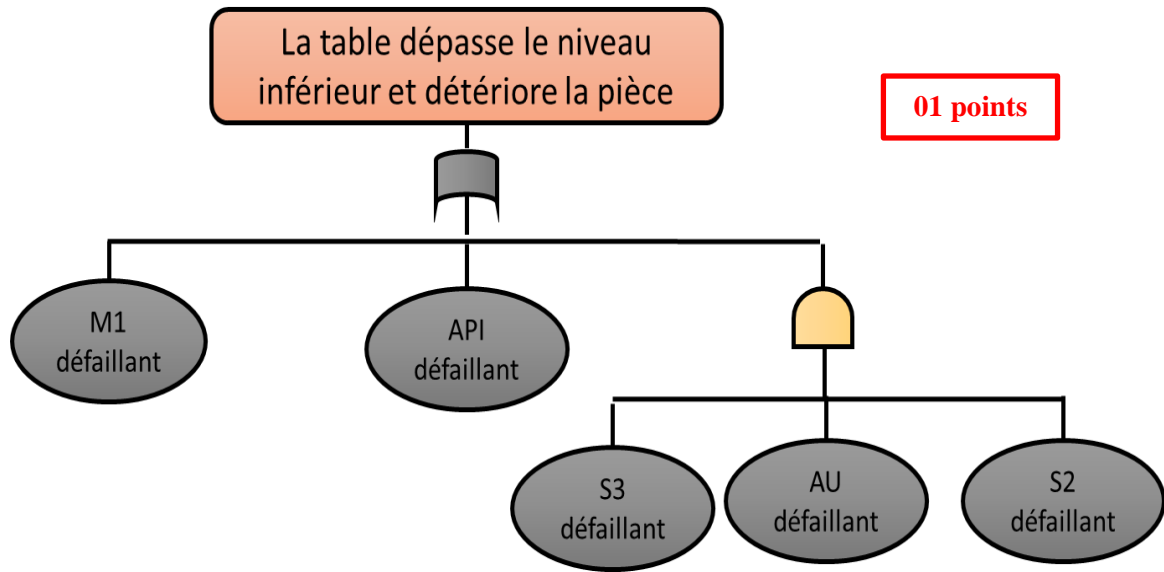 La table dépasse le niveau
inférieur et détériore la pièce
01 points
M1
défaillant
API
défaillant
S3
défaillant
AU
défaillant
S2
défaillant